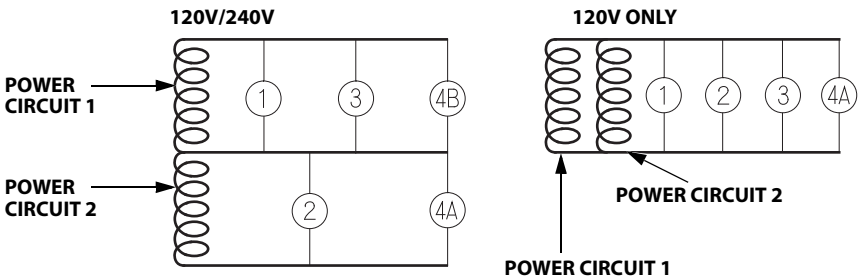 120V/240V
POWER
CIRCUIT 1
1
3
4B
POWER
CIRCUIT 2
2
4A
120V ONLY
1
2
3
4A
POWER CIRCUIT 2
POWER CIRCUIT 1